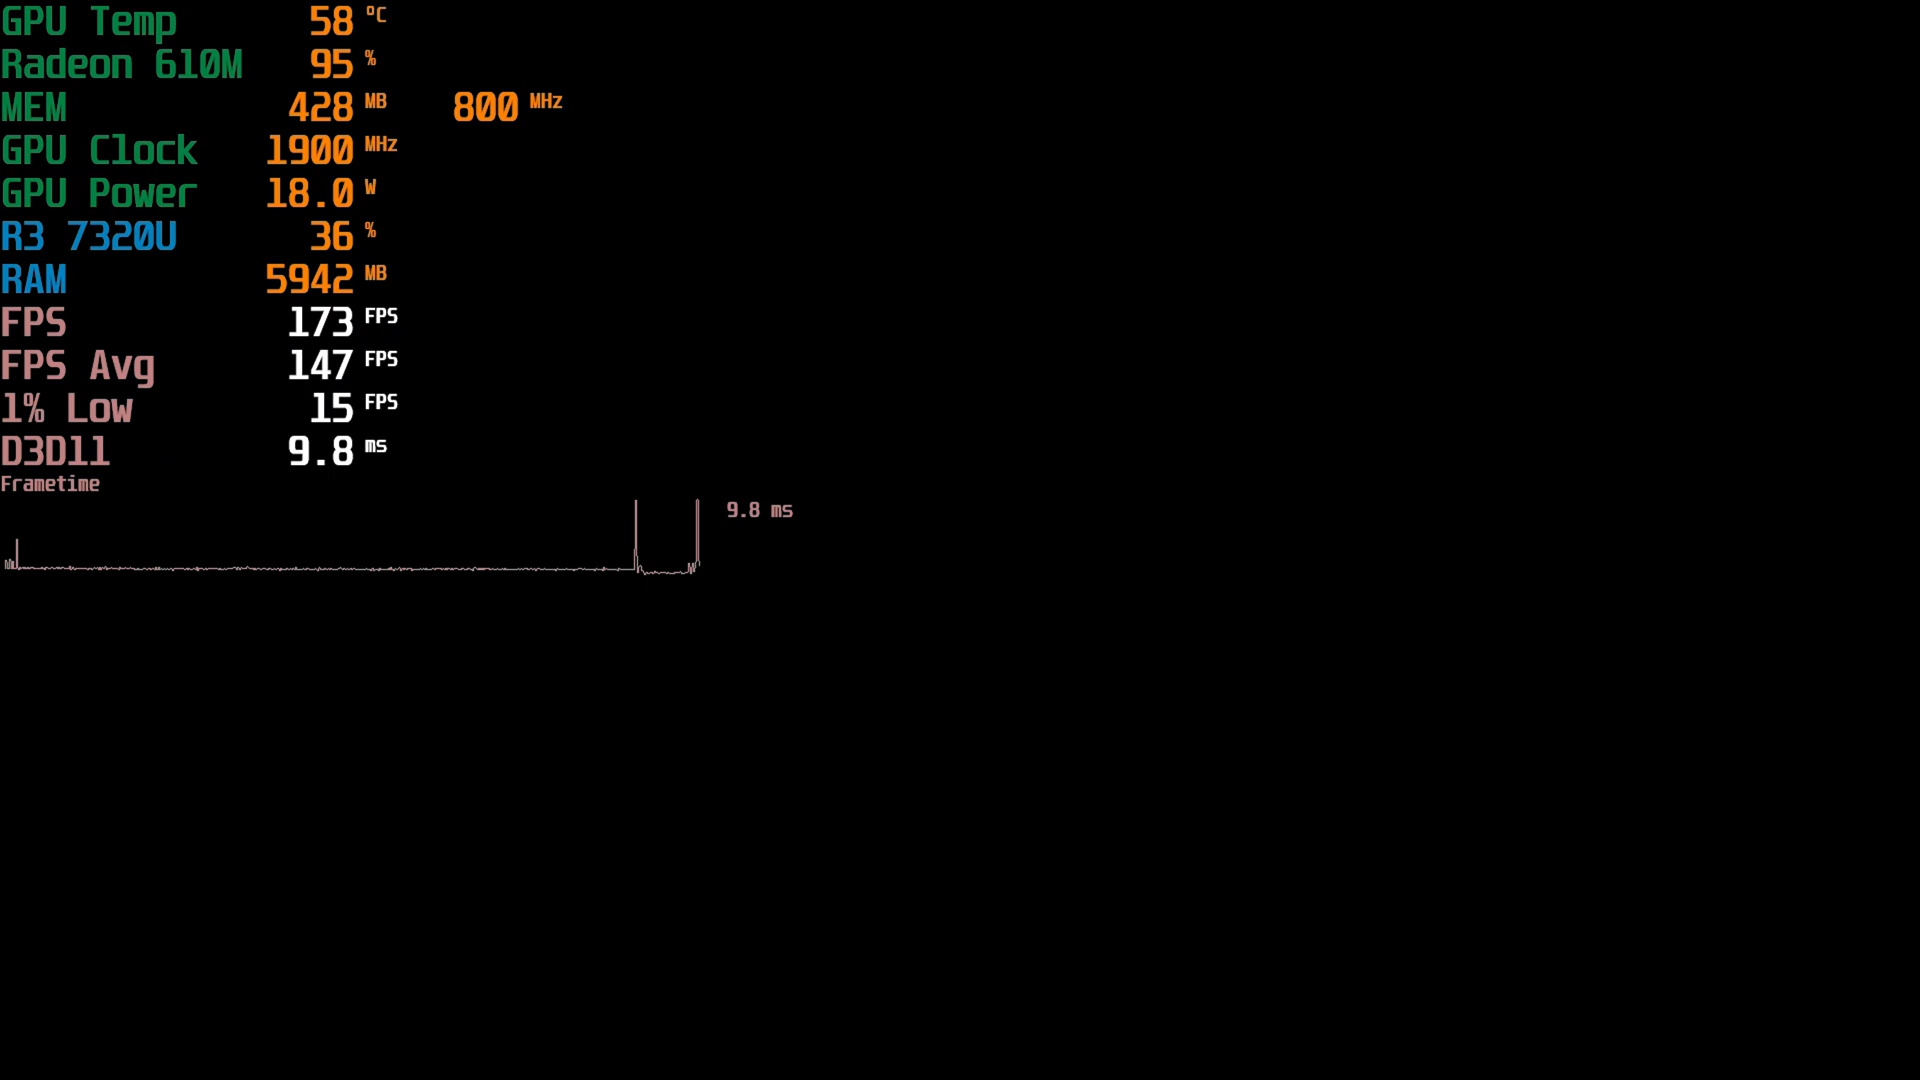 GPU Temp 58 °C
Radeon 610M 95 %
MEM 428 MB 800 MHz
GPU Clock 1900 MHz
GPU Power 18.0 W
R3 7320U 36 %
RAM 5942 MB
FPS 173 FPS
FPS Avg 147 FPS
1% Low 15 FPS
D3D11 9.8 ms
Frametime
9.8 ms